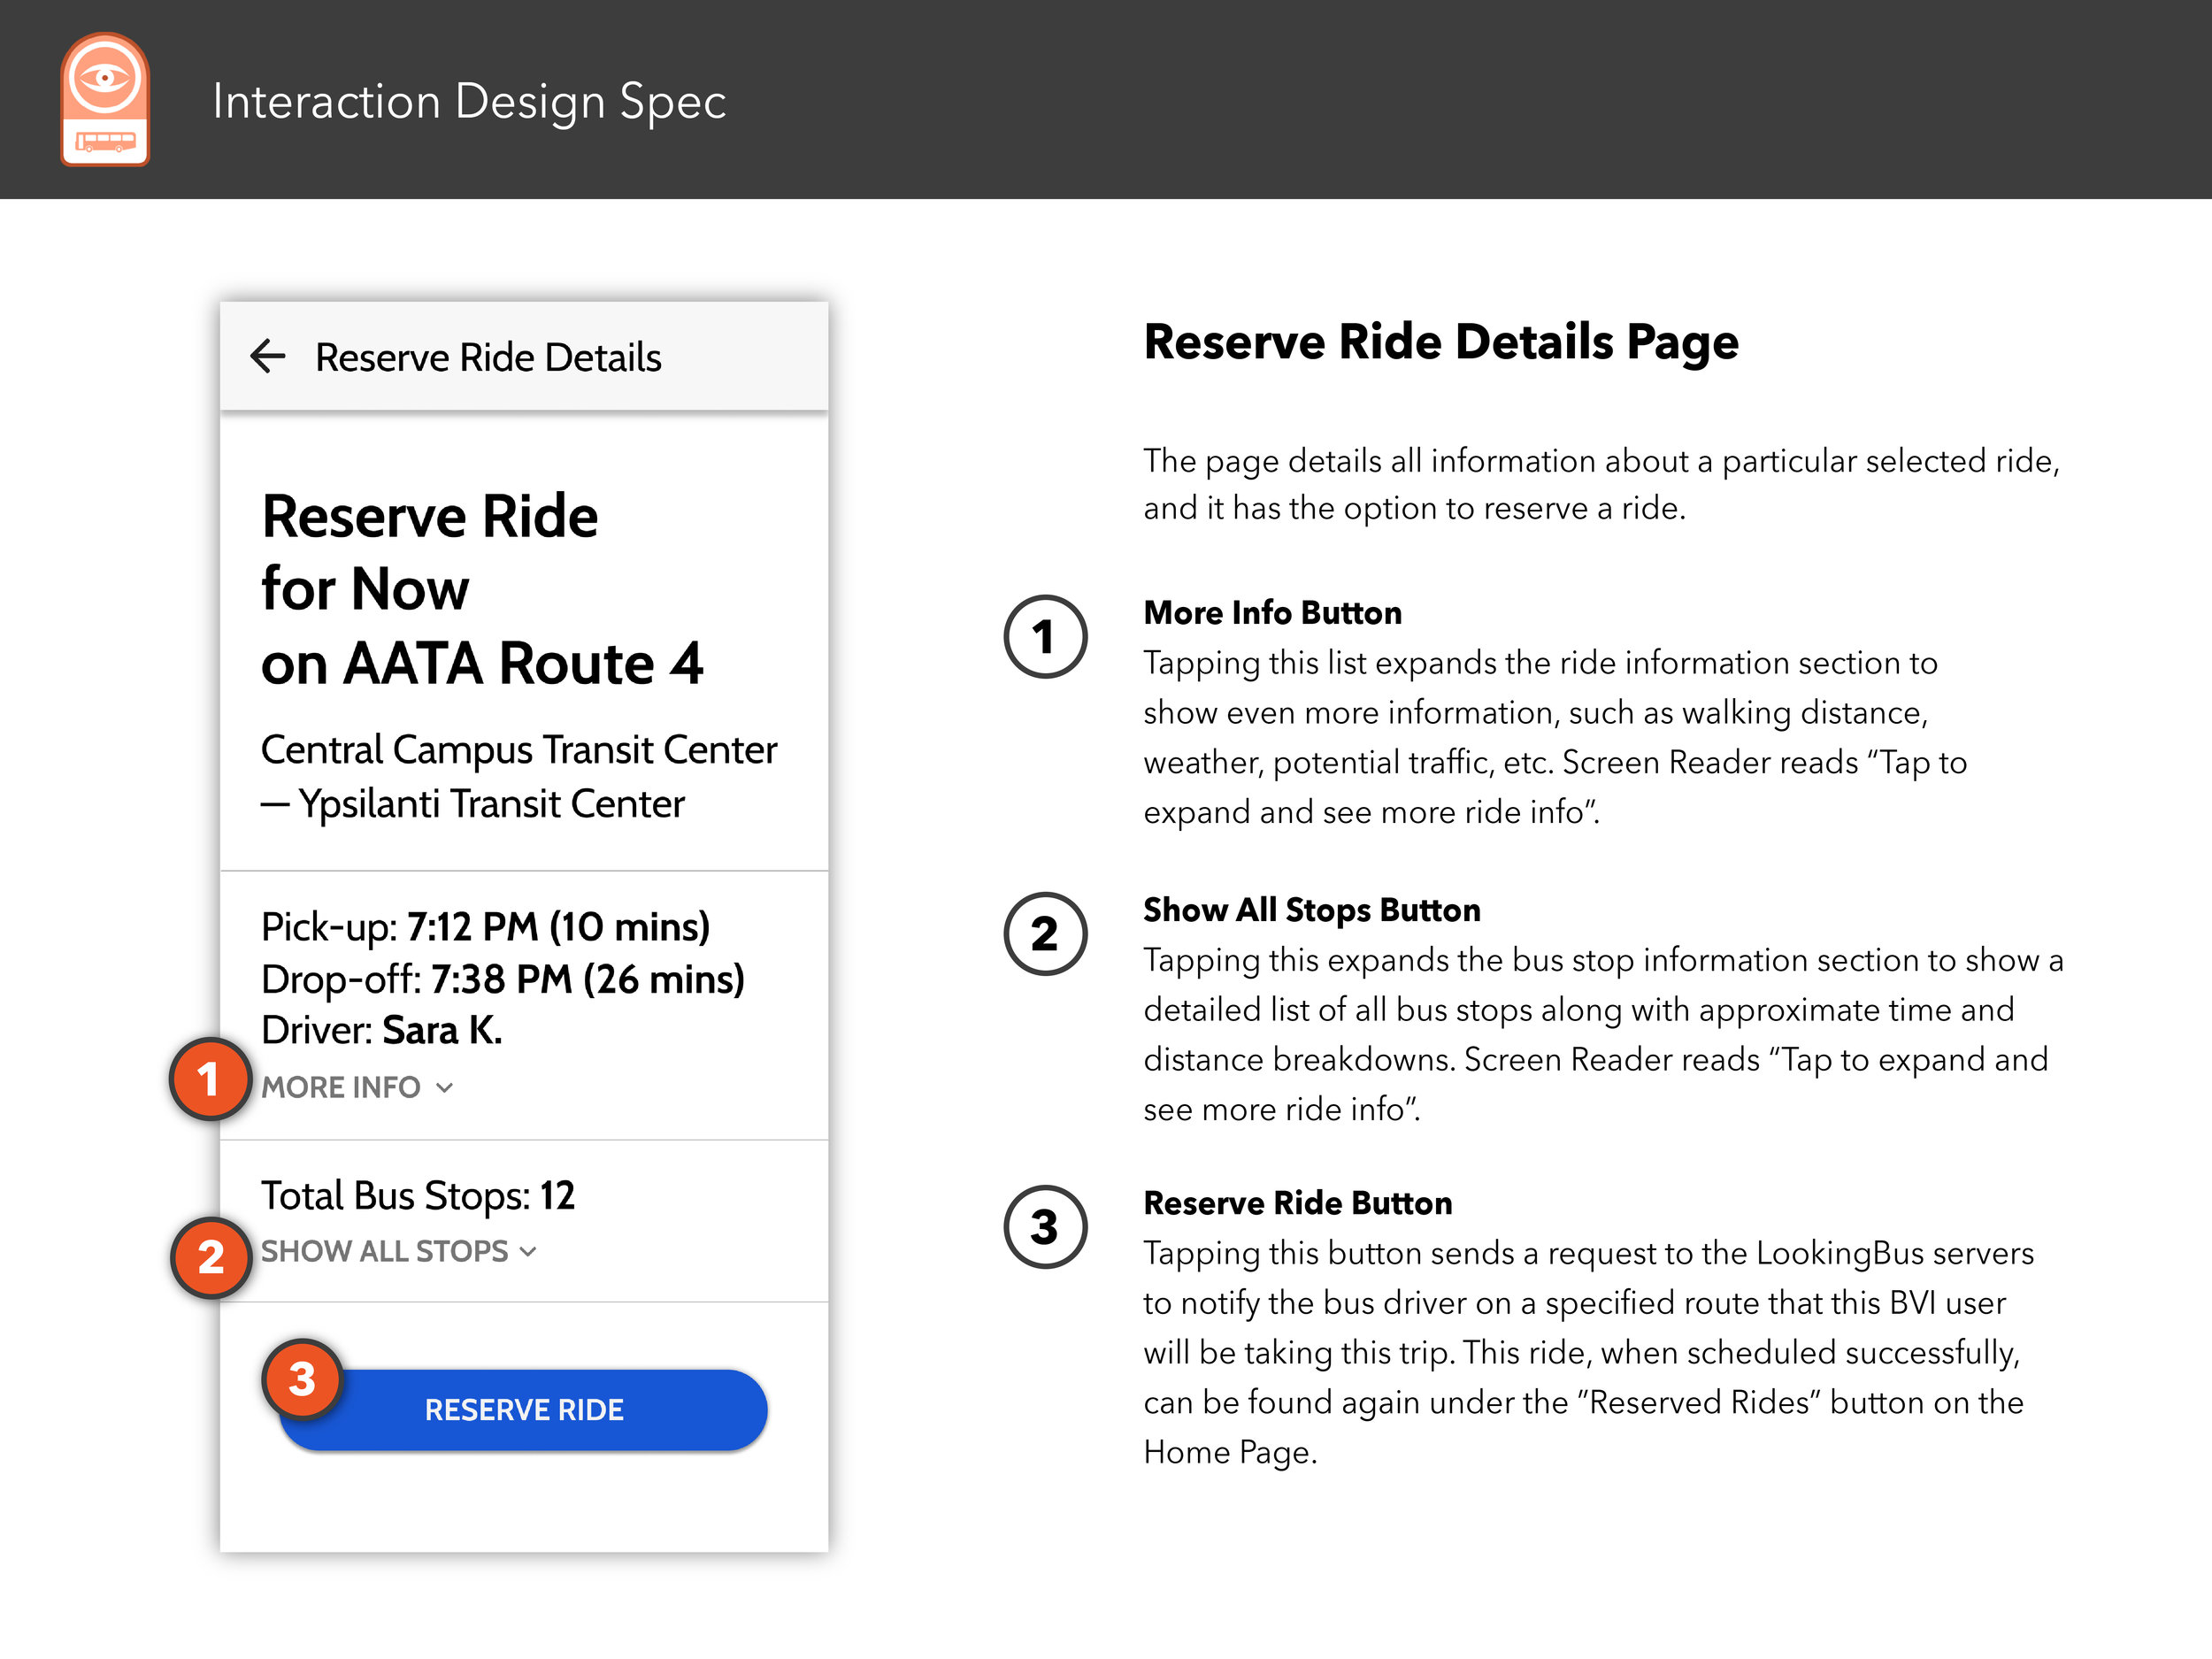 Interaction Design Spec
Reserve Ride Details
Reserve Ride
for Now
on AATA Route 4
Central Campus Transit Center
— Ypsilanti Transit Center
Pick-up: 7:12 PM (10 mins)
Drop-off: 7:38 PM (26 mins)
Driver: Sara K.
1
MORE INFO
Total Bus Stops: 12
2
SHOW ALL STOPS
3
RESERVE RIDE
Reserve Ride Details Page
The page details all information about a particular selected ride,
and it has the option to reserve a ride.
1
More Info Button
Tapping this list expands the ride information section to
show even more information, such as walking distance,
weather, potential traffic, etc. Screen Reader reads “Tap to
expand and see more ride info”.
2
Show All Stops Button
Tapping this expands the bus stop information section to show a
detailed list of all bus stops along with approximate time and
distance breakdowns. Screen Reader reads “Tap to expand and
see more ride info”.
3
Reserve Ride Button
Tapping this button sends a request to the LookingBus servers
to notify the bus driver on a specified route that this BVI user
will be taking this trip. This ride, when scheduled successfully,
can be found again under the ”Reserved Rides” button on the
Home Page.